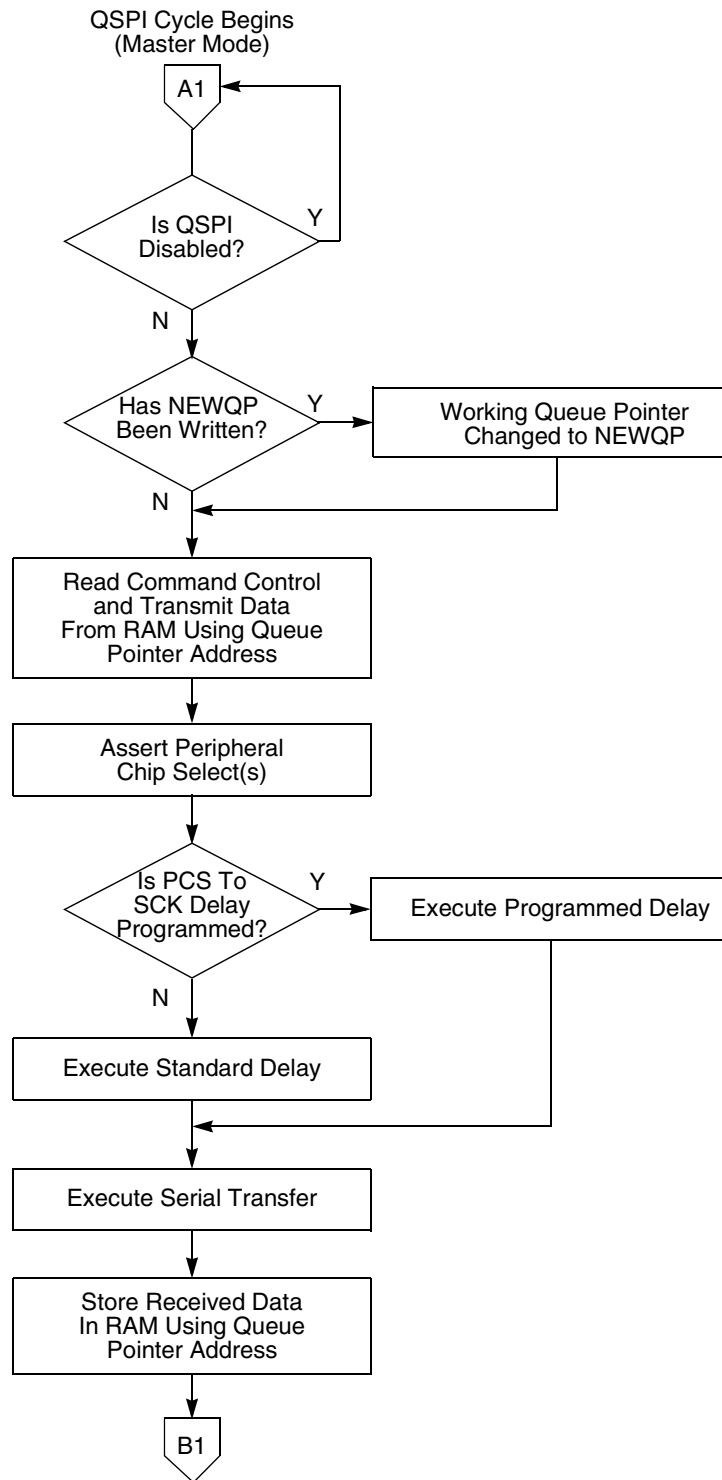 QSPI Cycle Begins
(Master Mode)
A1
Is QSPI
Disabled?
Y
N
Has NEWQP
Been Written?
Y
Working Queue Pointer
Changed to NEWQP
N
Read Command Control
and Transmit Data
From RAM Using Queue
Pointer Address
Assert Peripheral
Chip Select(s)
Is PCS To
SCK Delay
Programmed?
Y
Execute Programmed Delay
N
Execute Standard Delay
Execute Serial Transfer
Store Received Data
In RAM Using Queue
Pointer Address
B1